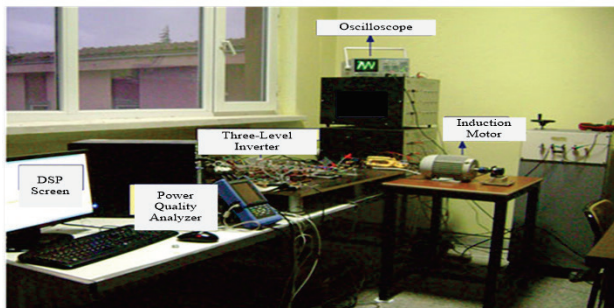 Oscilloscope
Three-Level
Inverter
Induction
Motor
DSP
Screen
Power
Quality
Analyzer